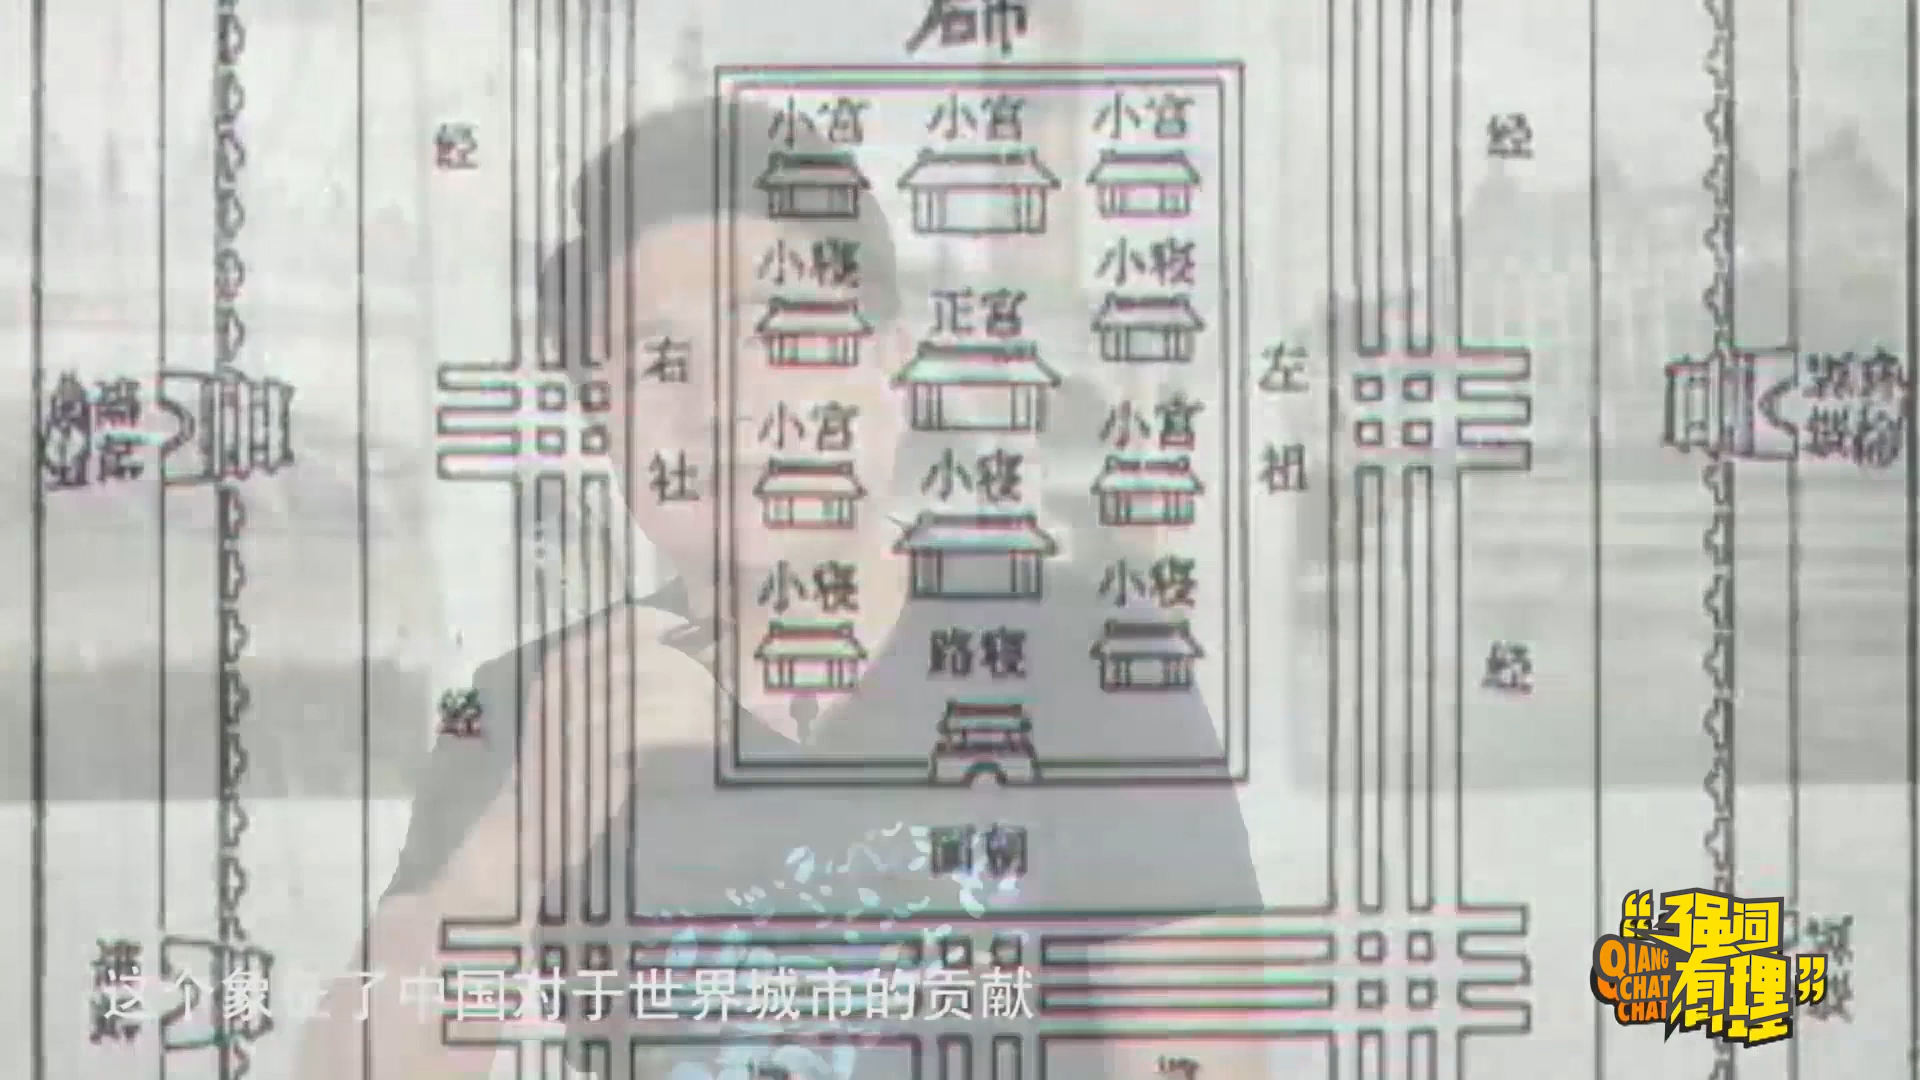 后市
小宫 小宫 小宫
经 经
小寝 小寝
正宫
右 左
小宫 小宫
小寝
社 祖
小寝 小寝
路寝
经 经
面朝
这个象征了中国对于世界城市的贡献
“强词
有理”
QIANG
CHAT
CHAT